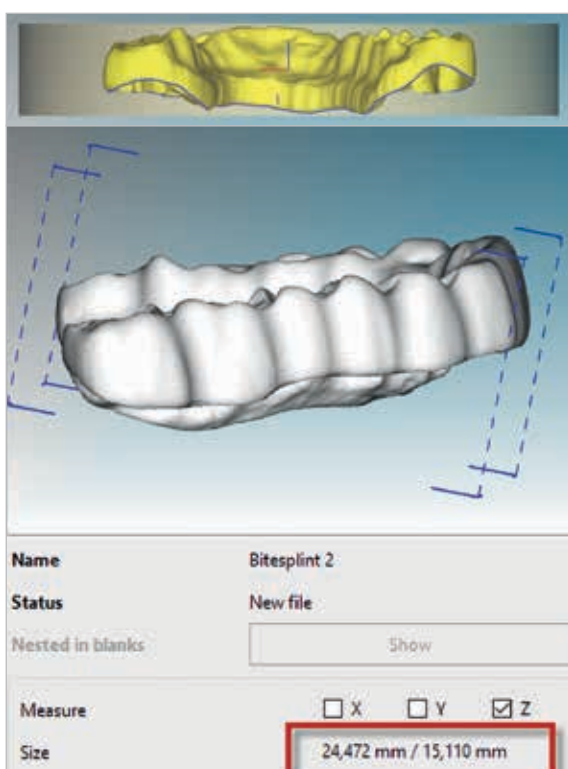 Name Bitesplint 2
Status New file
Nested in blanks Show
Measure X Y Z
Size 24,472 mm / 15,110 mm